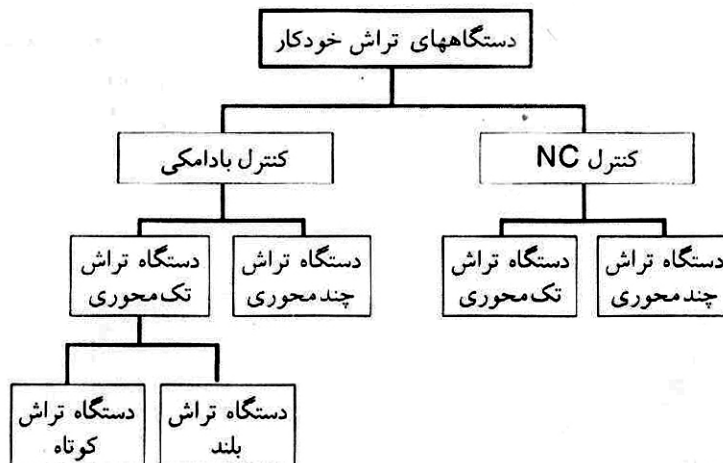 دستگاههای تراش خودکار
کنترل NC
کنترل بادامکی
دستگاه تراش
چندمحوری
دستگاه تراش
تک‌محوری
دستگاه تراش
چندمحوری
دستگاه تراش
تک‌محوری
دستگاه تراش
بلند
دستگاه تراش
کوتاه